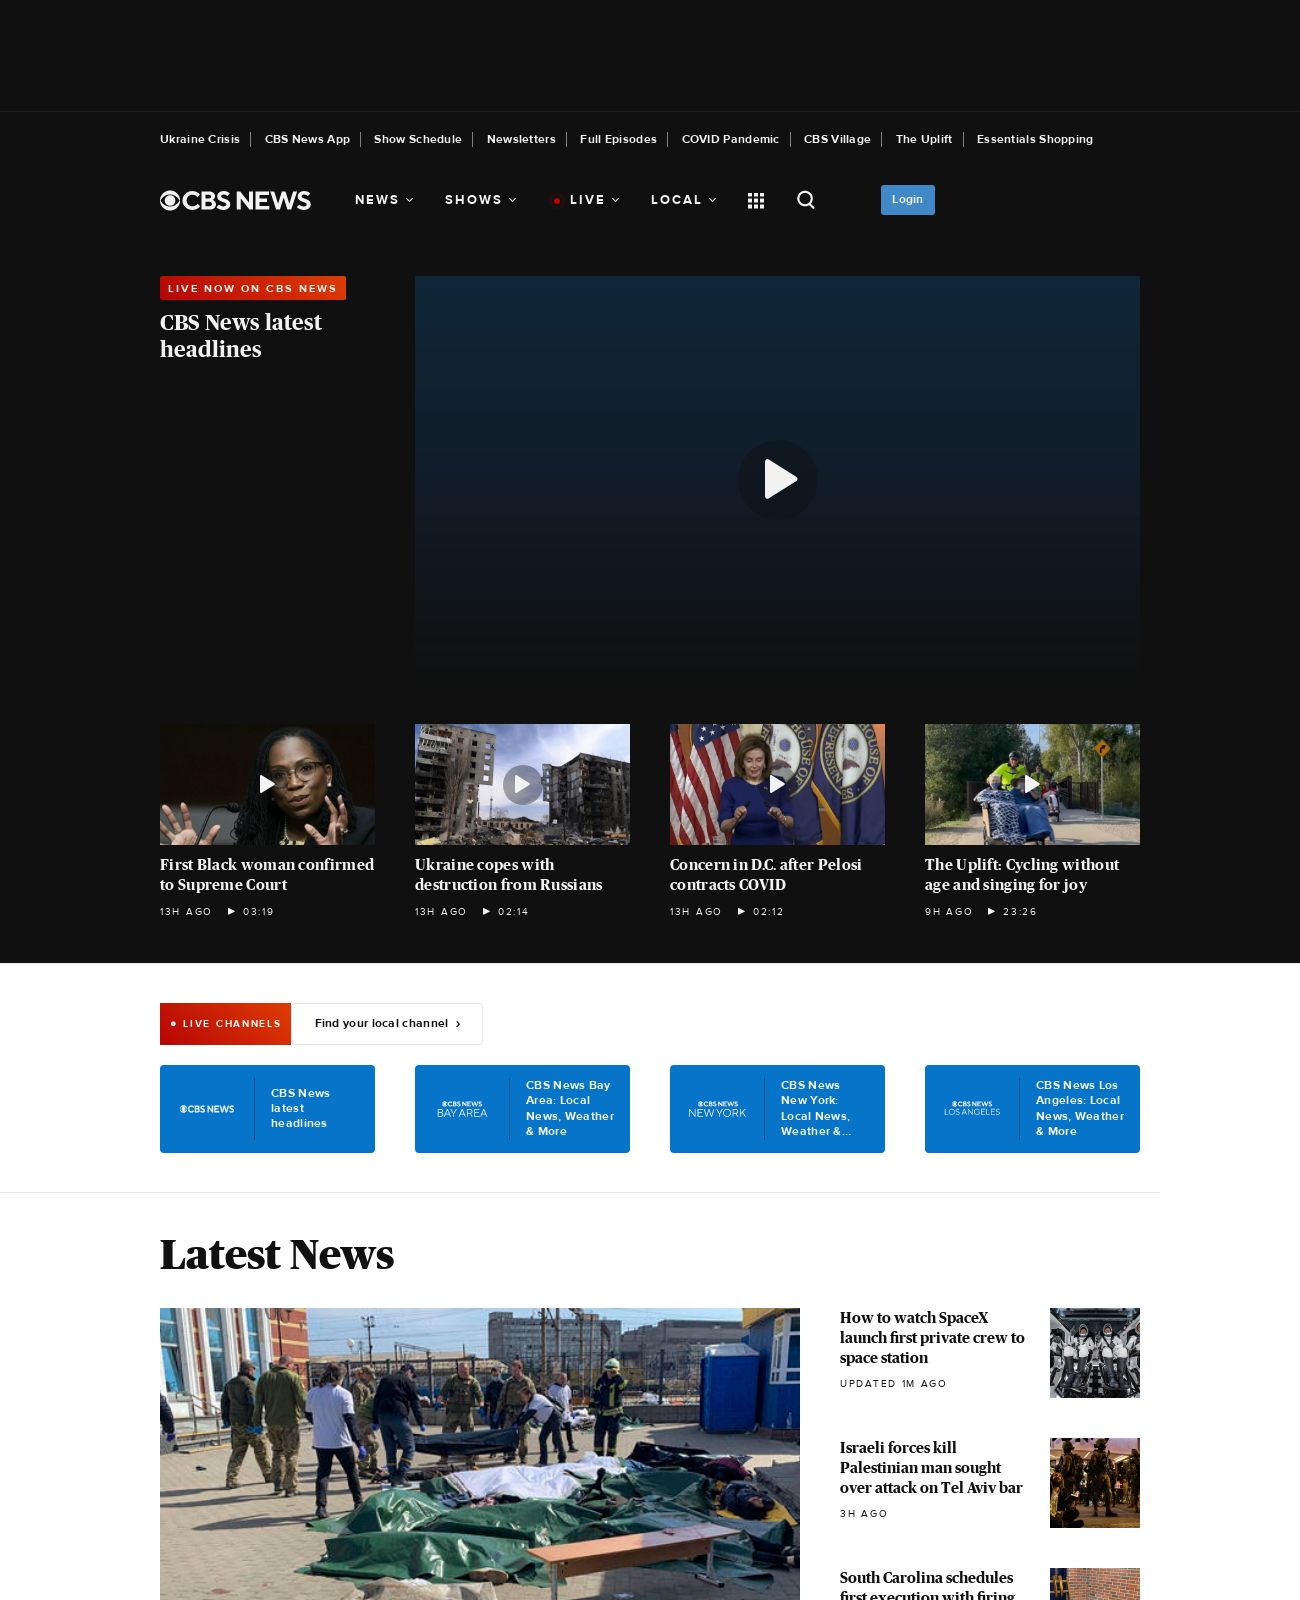 Ukraine Crisis
CBS News App
Show Schedule
Newsletters
Full Episodes
COVID Pandemic
CBS Village
The Uplift
Essentials Shopping
CBS NEWS
NEWS
SHOWS
LIVE
LOCAL
Login
LIVE NOW ON CBS NEWS
CBS News latest
headlines
First Black woman confirmed
to Supreme Court
13H AGO
03:19
Ukraine copes with
destruction from Russians
13H AGO
02:14
Concern in D.C. after Pelosi
contracts COVID
13H AGO
02:12
The Uplift: Cycling without
age and singing for joy
9H AGO
23:26
LIVE CHANNELS
Find your local channel
CBS NEWS
CBS News
latest
headlines
CBS NEWS
BAY AREA
CBS News Bay
Area: Local
News, Weather
& More
CBS NEWS
NEW YORK
CBS News
New York:
Local News,
Weather &...
CBS NEWS
LOS ANGELES
CBS News Los
Angeles: Local
News, Weather
& More
Latest News
How to watch SpaceX
launch first private crew to
space station
UPDATED 1M AGO
Israeli forces kill
Palestinian man sought
over attack on Tel Aviv bar
3H AGO
South Carolina schedules
first execution with firing